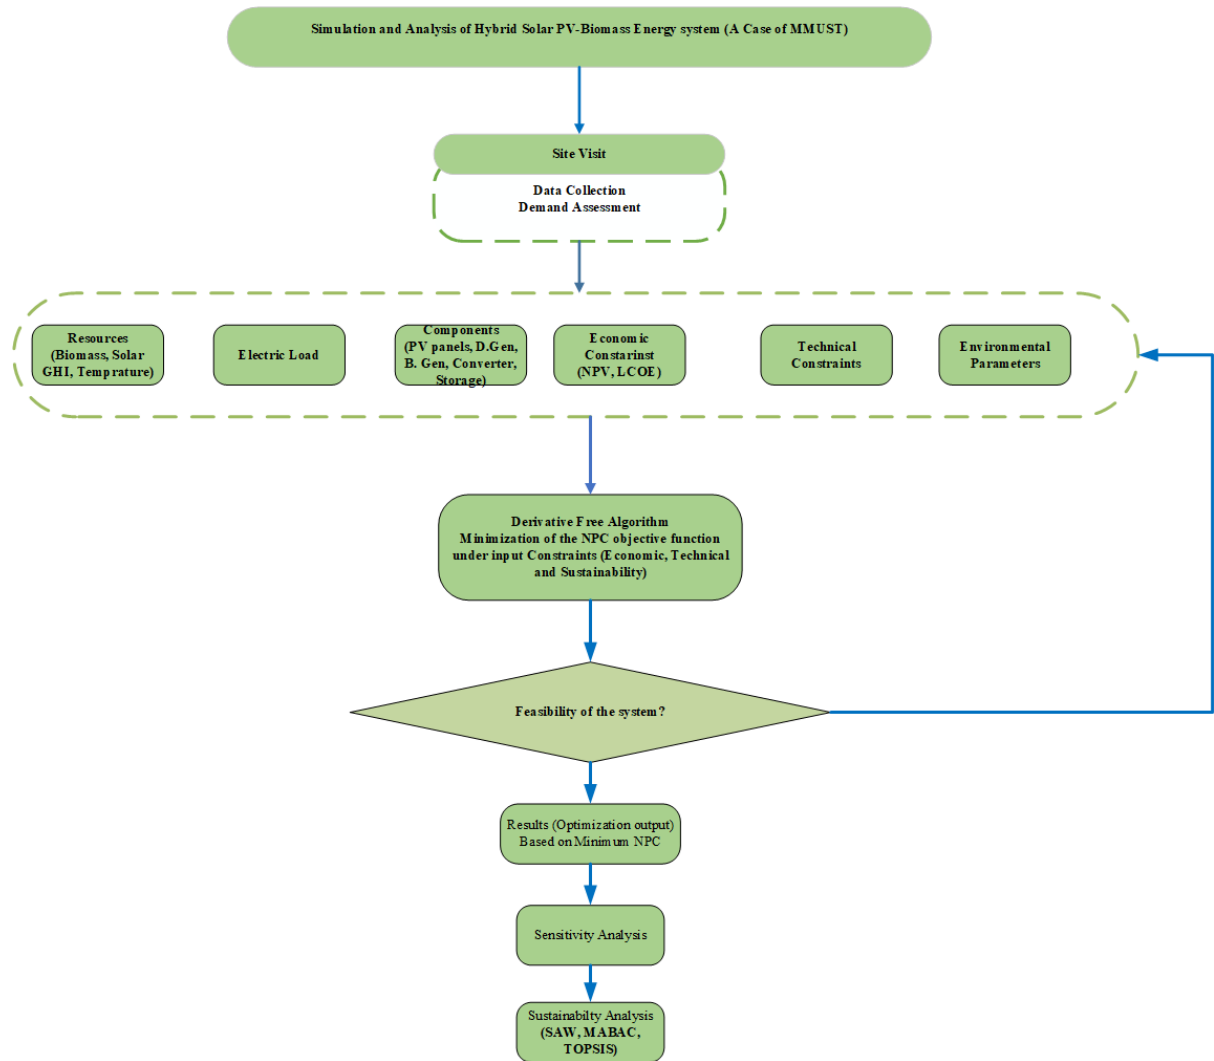 Simulation and Analysis of Hybrid Solar PV-Biomass Energy system (A Case of MMUST)
Site Visit
Data Collection
Demand Assessment
Resources
(Biomass, Solar
GHI, Temprature)
Electric Load
Components
(PV panels, D.Gen,
B. Gen, Converter,
Storage)
Economic
Constarinst
(NPV, LCOE)
Technical
Constraints
Environmental
Parameters
Derivative Free Algorithm
Minimization of the NPC objective function
under input Constraints (Economic, Technical
and Sustainability)
Feasibility of the system?
Results (Optimization output)
Based on Minimum NPC
Sensitivity Analysis
Sustainabilty Analysis
(SAW, MABAC,
TOPSIS)